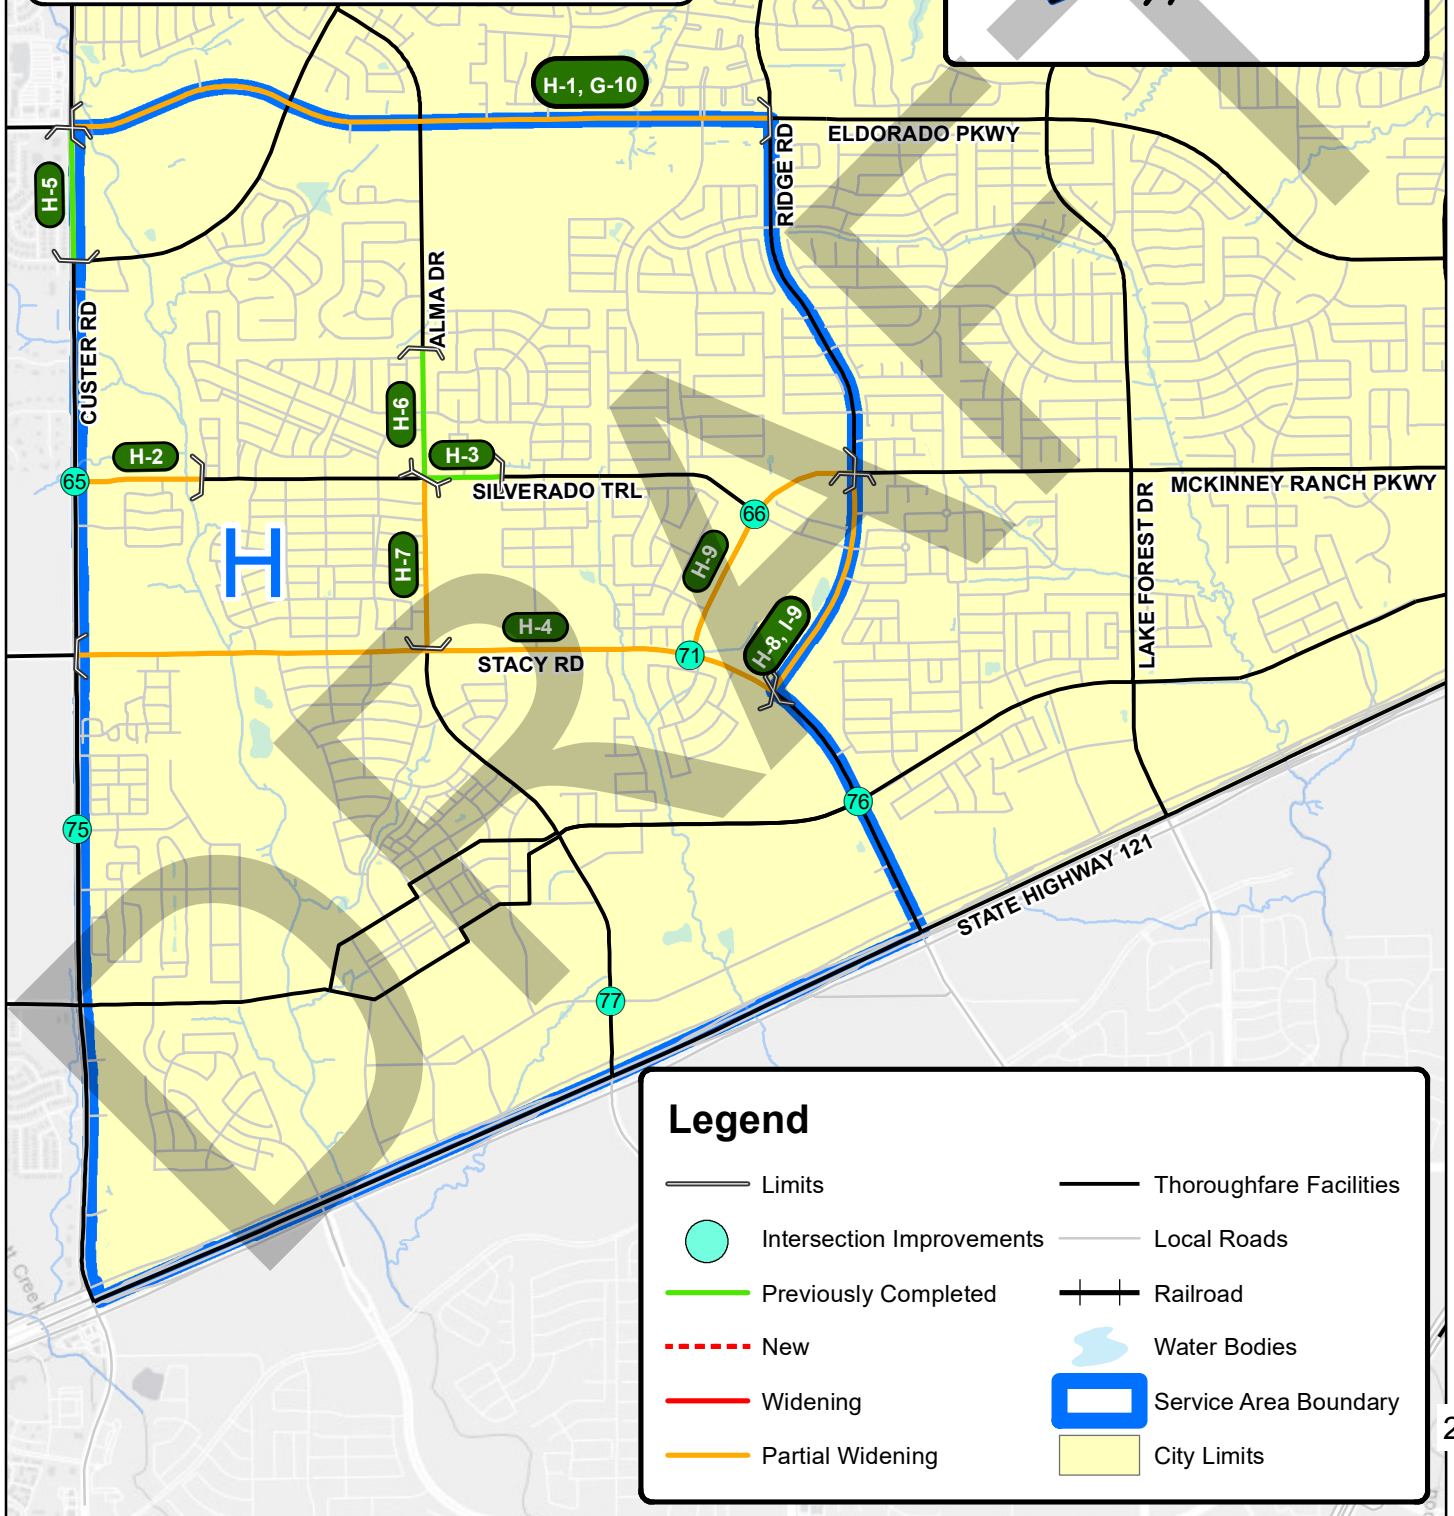 H-1, G-10
ELDORADO PKWY
RIDGE RD
H-5
ALMA DR
CUSTER RD
H-6
H-2
H-3
65
SILVERADO TRL
MCKINNEY RANCH PKWY
66
LAKE FOREST DR
H
H-7
H-9
H-8, I-9
H-4
STACY RD
71
76
75
STATE HIGHWAY 121
77
DRAFT
Legend
Limits
Intersection Improvements
Previously Completed
New
Widening
Partial Widening
Thoroughfare Facilities
Local Roads
Railroad
Water Bodies
Service Area Boundary
City Limits
Creek
2